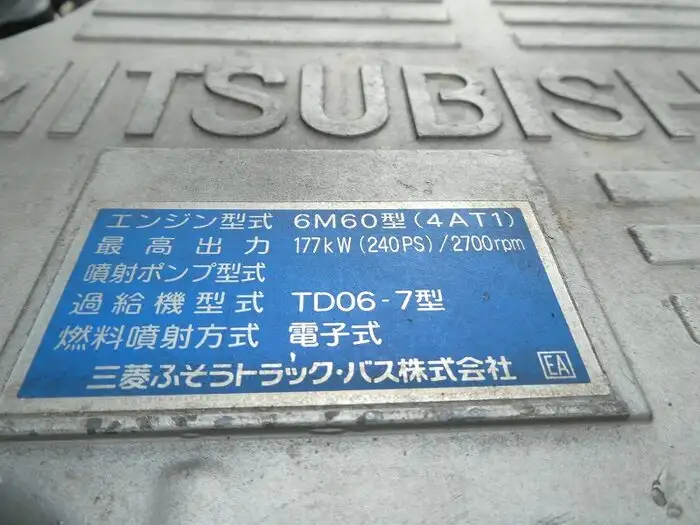 MITSUBISH
エンジン型式 6M60型(4AT1)
最高出力 177kW(240PS)/2700rpm
噴射ポンプ型式
過給機型式 TD06-7型
燃料噴射方式 電子式
三菱ふそうトラック・バス株式会社 EA